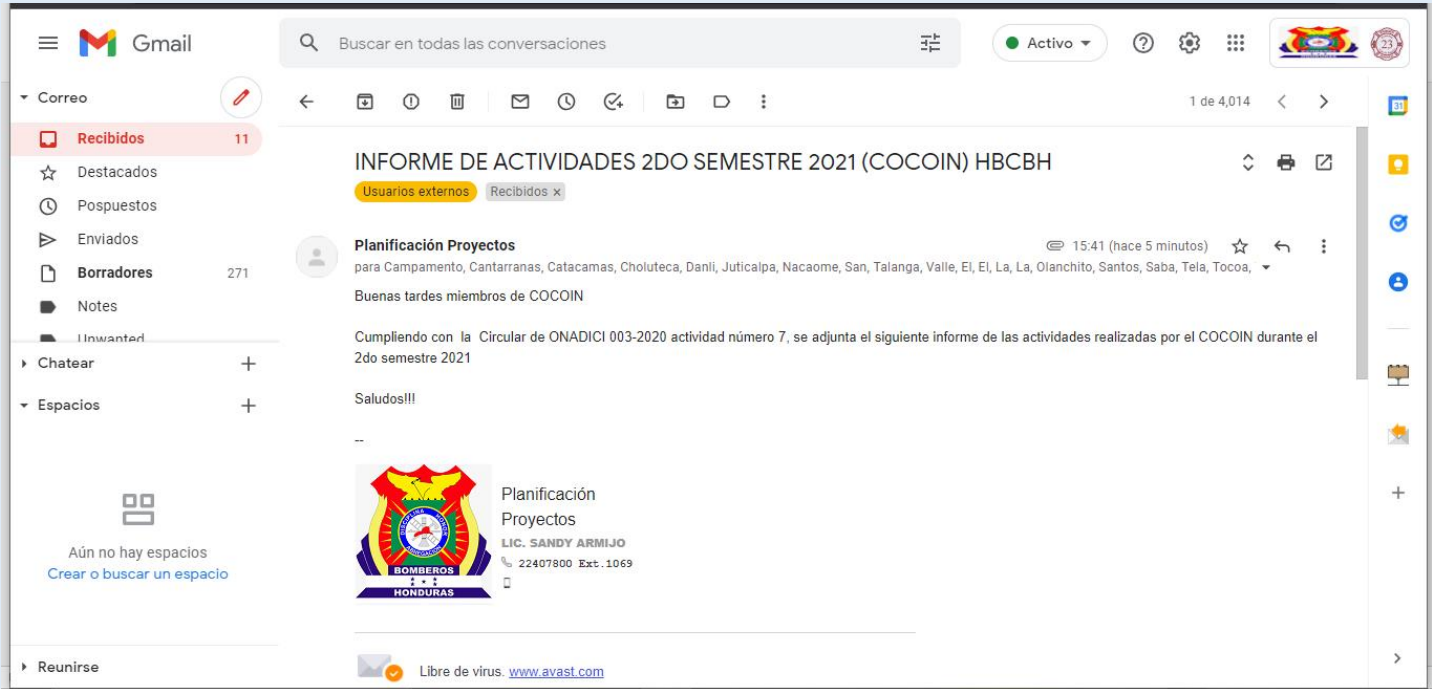 Gmail
Buscar en todas las conversaciones
Activo
23
Correo
Recibidos 11
Destacados
Pospuestos
Enviados
Borradores 271
Notes
Unwanted
Chatear
Espacios
Aún no hay espacios
Crear o buscar un espacio
Reunirse
1 de 4,014
INFORME DE ACTIVIDADES 2DO SEMESTRE 2021 (COCOIN) HBCBH
Usuarios externos Recibidos x
Planificación Proyectos 15:41 (hace 5 minutos)
para Campamento, Cantarranas, Catacamas, Choluteca, Danli, Juticalpa, Nacaome, San, Talanga, Valle, El, El, La, La, Olanchito, Santos, Saba, Tela, Tocoa,
Buenas tardes miembros de COCOIN
Cumpliendo con la Circular de ONADICI 003-2020 actividad número 7, se adjunta el siguiente informe de las actividades realizadas por el COCOIN durante el
2do semestre 2021
Saludos!!!
--
DISCIPLINA HONOR
ABNEGACION
BOMBEROS
HONDURAS
Planificación
Proyectos
LIC. SANDY ARMIJO
22407800 Ext.1069
Libre de virus. www.avast.com
31